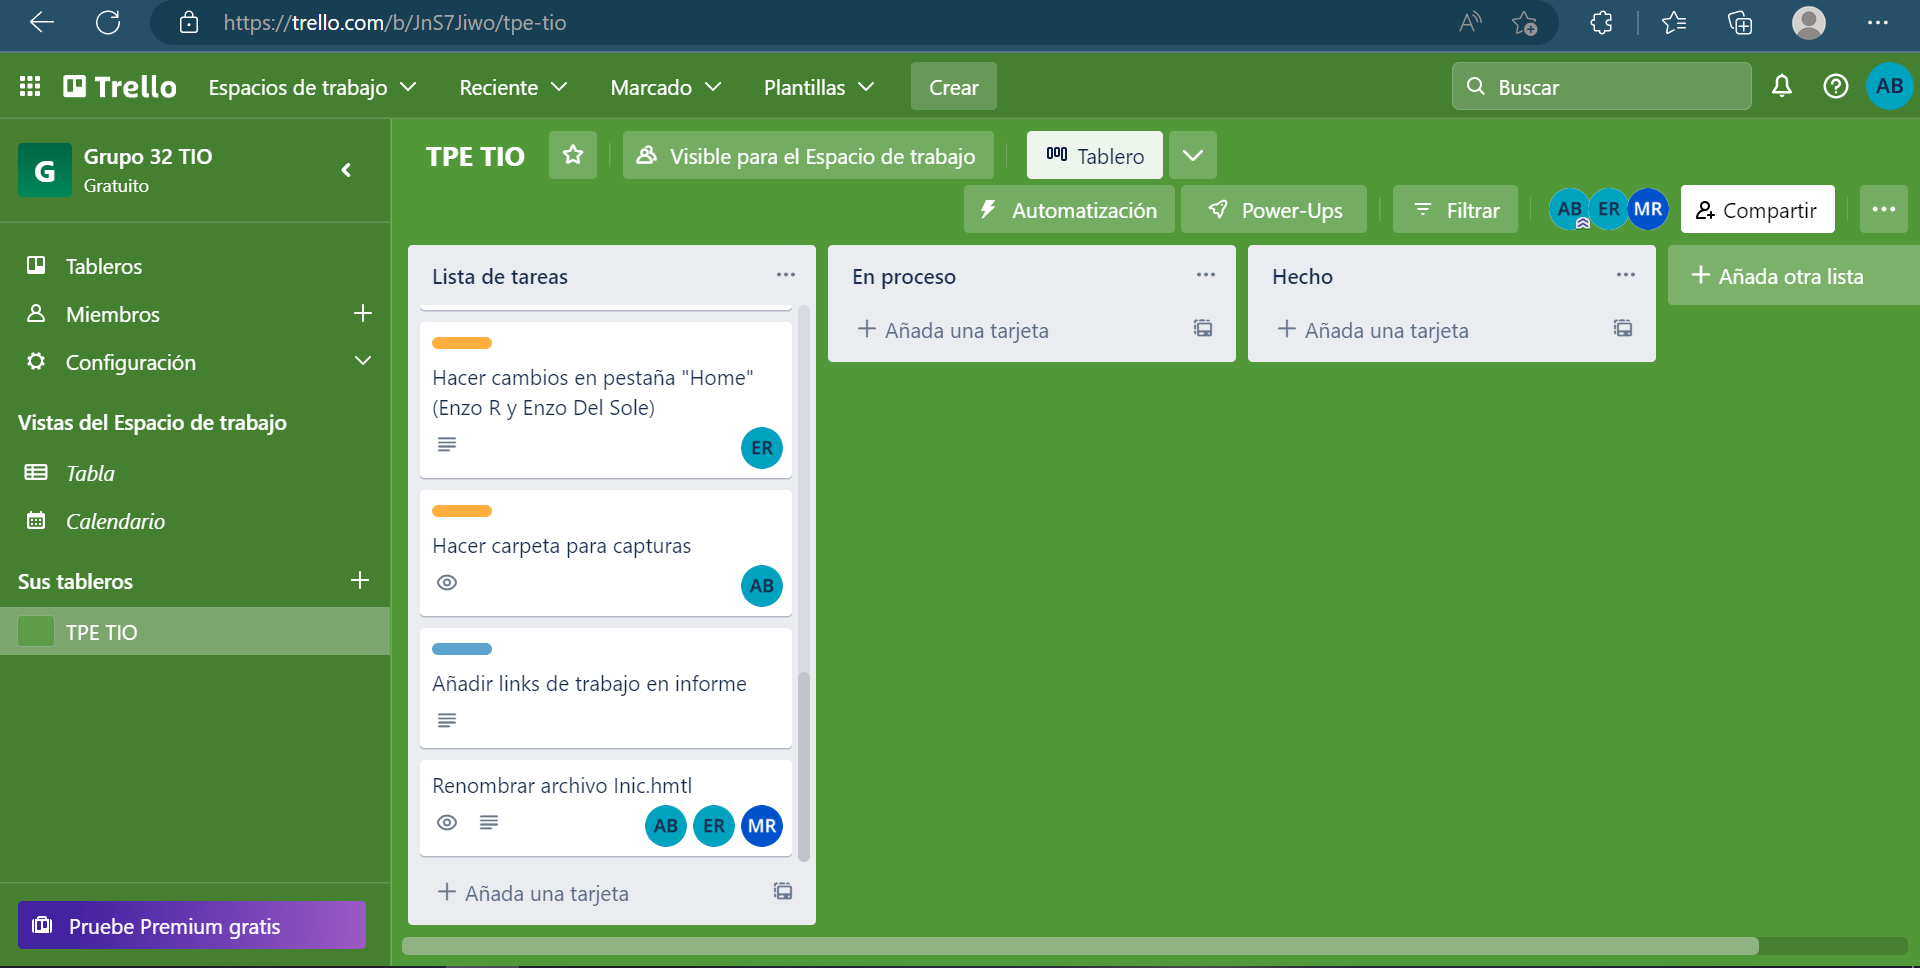 https://trello.com/b/JnS7Jiwo/tpe-tio
Trello
Espacios de trabajo
Reciente
Marcado
Plantillas
Crear
Buscar
AB
G
Grupo 32 TIO
Gratuito
TPE TIO
Visible para el Espacio de trabajo
Tablero
Automatización
Power-Ups
Filtrar
AB
ER
MR
Compartir
Tableros
Miembros
Configuración
Vistas del Espacio de trabajo
Tabla
Calendario
Sus tableros
TPE TIO
Pruebe Premium gratis
Lista de tareas
Hacer cambios en pestaña "Home"
(Enzo R y Enzo Del Sole)
ER
Hacer carpeta para capturas
AB
Añadir links de trabajo en informe
Renombrar archivo Inic.hmtl
AB
ER
MR
Añada una tarjeta
En proceso
Añada una tarjeta
Hecho
Añada una tarjeta
Añada otra lista